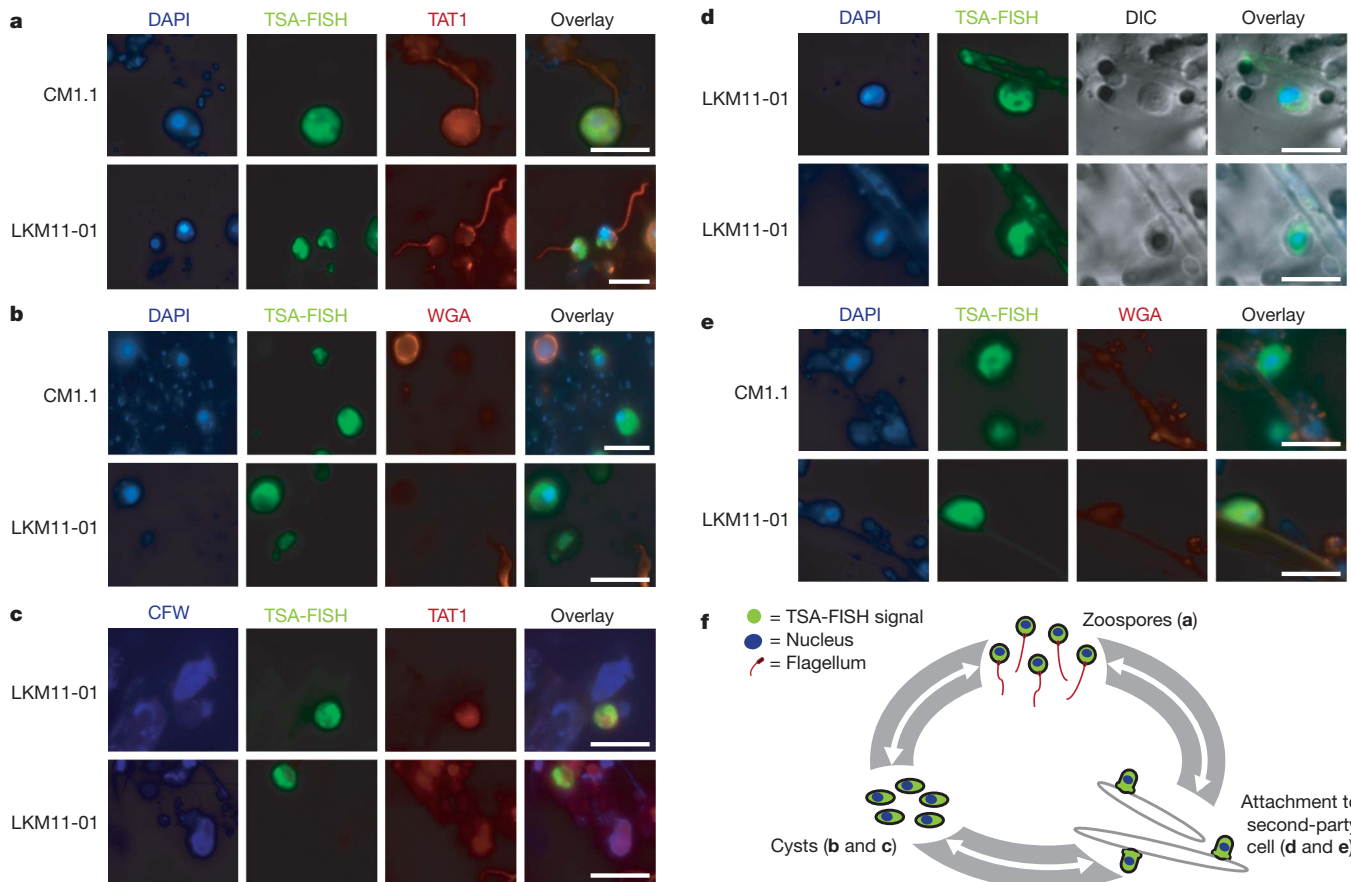 a
DAPI TSA-FISH TAT1 Overlay
CM1.1
LKM11-01
b
DAPI TSA-FISH WGA Overlay
CM1.1
LKM11-01
c
CFW TSA-FISH TAT1 Overlay
LKM11-01
LKM11-01
d
DAPI TSA-FISH DIC Overlay
LKM11-01
LKM11-01
e
DAPI TSA-FISH WGA Overlay
CM1.1
LKM11-01
f
= TSA-FISH signal
= Nucleus
= Flagellum
Zoospores (a)
Cysts (b and c)
Attachment to
second-party
cell (d and e)